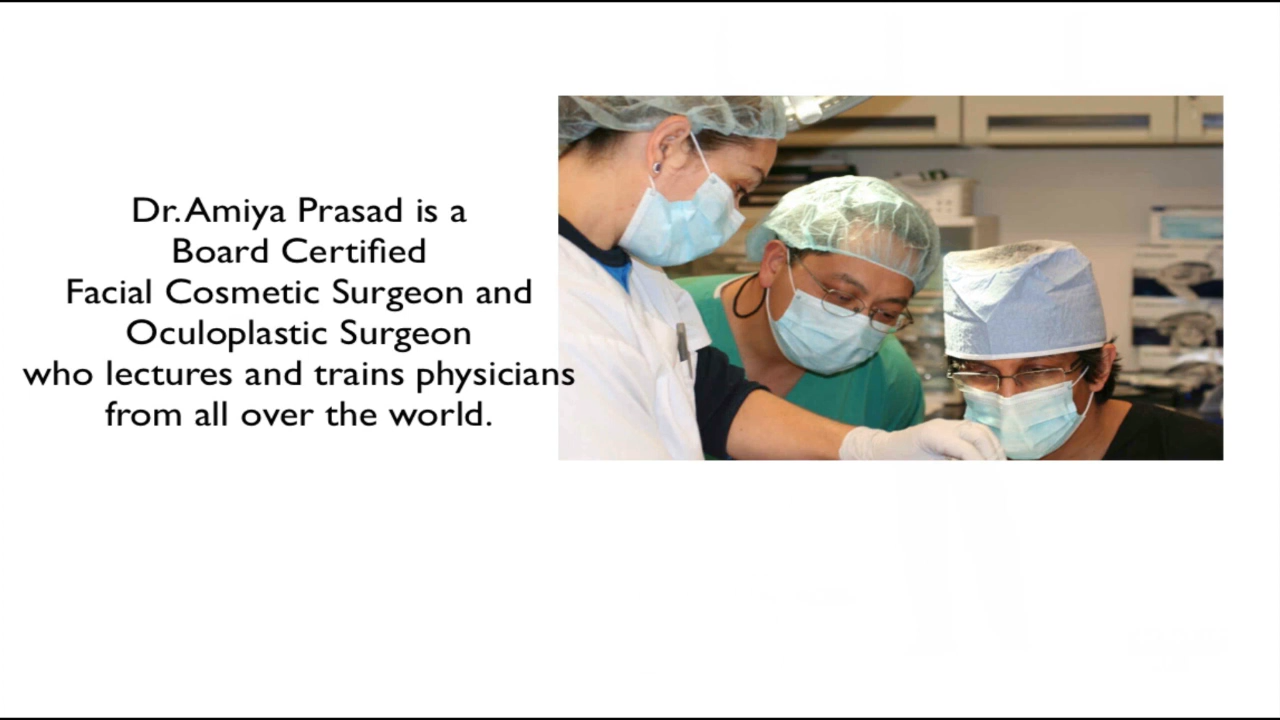 Dr. Amiya Prasad is a
Board Certified
Facial Cosmetic Surgeon and
Oculoplastic Surgeon
who lectures and trains physicians
from all over the world.